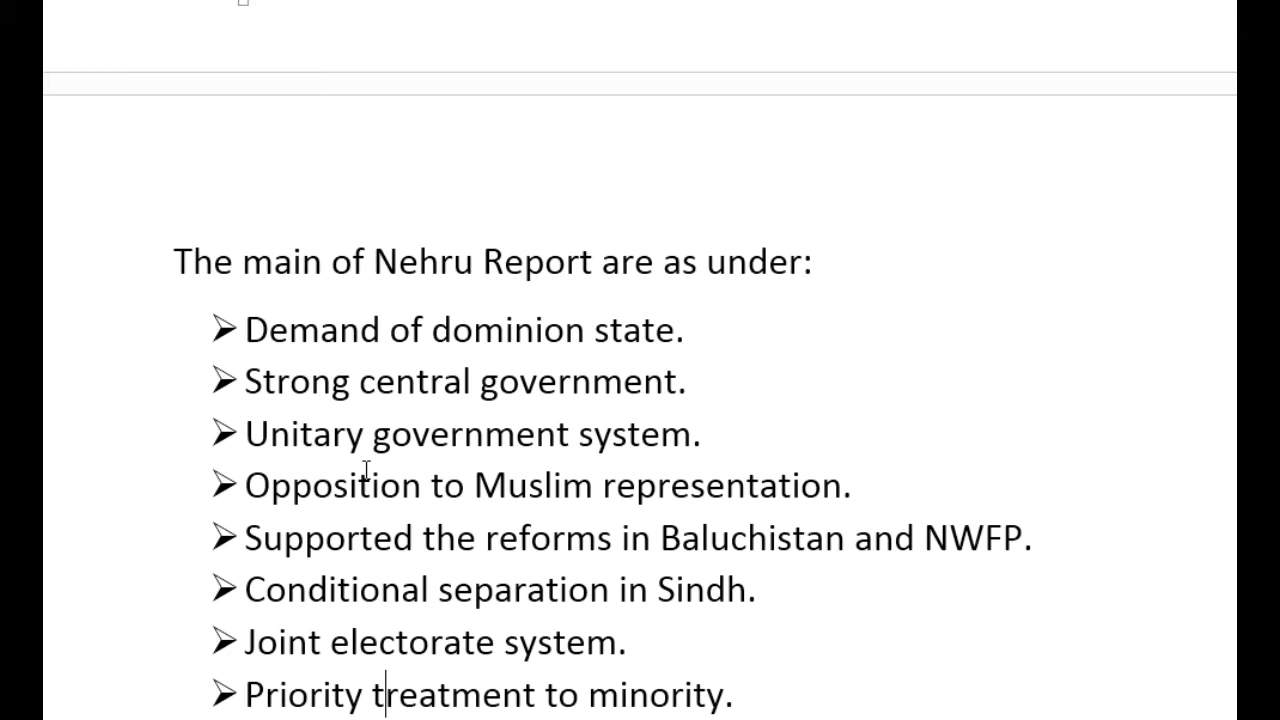 The main of Nehru Report are as under:
➢ Demand of dominion state.
➢ Strong central government.
➢ Unitary government system.
➢ Opposition to Muslim representation.
➢ Supported the reforms in Baluchistan and NWFP.
➢ Conditional separation in Sindh.
➢ Joint electorate system.
➢ Priority treatment to minority.